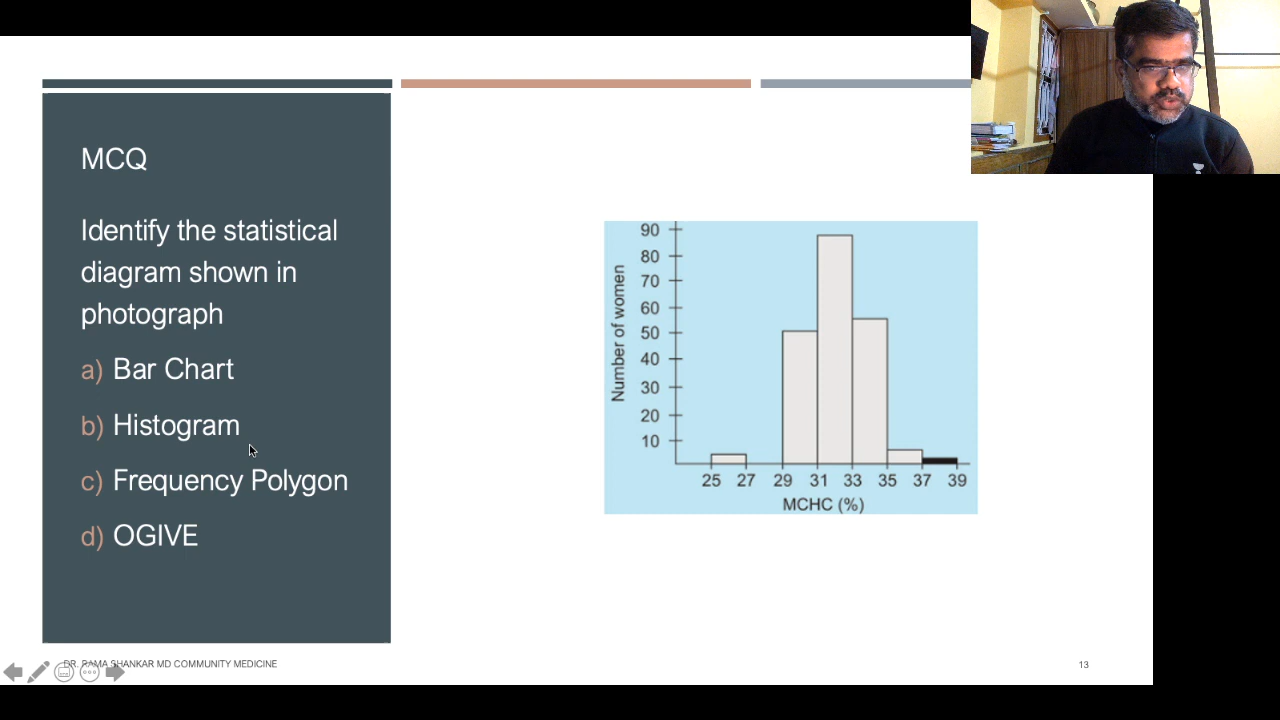 MCQ
Identify the statistical
diagram shown in
photograph
a) Bar Chart
b) Histogram
c) Frequency Polygon
d) OGIVE
90
80
70
60
50
40
30
20
10
Number of women
25 27 29 31 33 35 37 39
MCHC (%)
DR. RAMA SHANKAR MD COMMUNITY MEDICINE
13